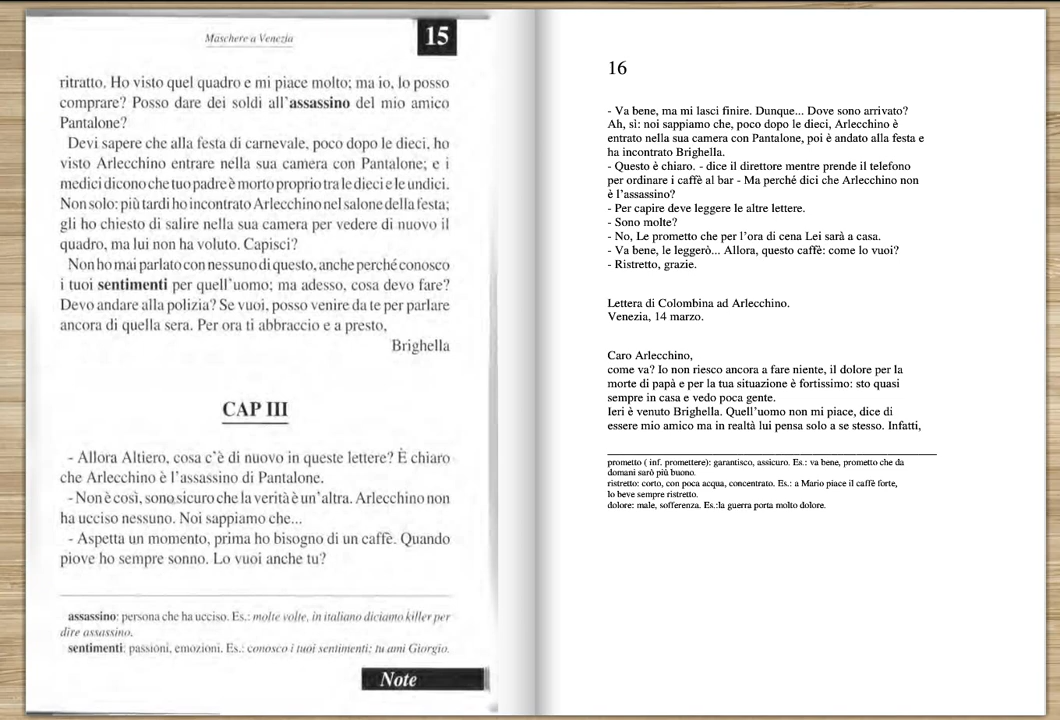 Maschere a Venezia
15
ritratto. Ho visto quel quadro e mi piace molto; ma io, lo posso
comprare? Posso dare dei soldi all'assassino del mio amico
Pantalone?
Devi sapere che alla festa di carnevale, poco dopo le dieci, ho
visto Arlecchino entrare nella sua camera con Pantalone; e i
medici dicono che tuo padre è morto proprio tra le dieci e le undici.
Non solo: più tardi ho incontrato Arlecchino nel salone della festa;
gli ho chiesto di salire nella sua camera per vedere di nuovo il
quadro, ma lui non ha voluto. Capisci?
Non ho mai parlato con nessuno di questo, anche perché conosco
i tuoi sentimenti per quell'uomo; ma adesso, cosa devo fare?
Devo andare alla polizia? Se vuoi, posso venire da te per parlare
ancora di quella sera. Per ora ti abbraccio e a presto,
Brighella
CAP III
- Allora Altiero, cosa c'è di nuovo in queste lettere? È chiaro
che Arlecchino è l'assassino di Pantalone.
- Non è così, sono sicuro che la verità è un'altra. Arlecchino non
ha ucciso nessuno. Noi sappiamo che...
- Aspetta un momento, prima ho bisogno di un caffè. Quando
piove ho sempre sonno. Lo vuoi anche tu?
assassino: persona che ha ucciso. Es.: molte volte, in italiano diciamo killer per
dire assassino.
sentimenti: passioni, emozioni. Es.: conosco i tuoi sentimenti: tu ami Giorgio.
Note
16
- Va bene, ma mi lasci finire. Dunque... Dove sono arrivato?
Ah, sì: noi sappiamo che, poco dopo le dieci, Arlecchino è
entrato nella sua camera con Pantalone, poi è andato alla festa e
ha incontrato Brighella.
- Questo è chiaro. - dice il direttore mentre prende il telefono
per ordinare i caffè al bar - Ma perché dici che Arlecchino non
è l'assassino?
- Per capire deve leggere le altre lettere.
- Sono molte?
- No, Le prometto che per l'ora di cena Lei sarà a casa.
- Va bene, le leggerò... Allora, questo caffè: come lo vuoi?
- Ristretto, grazie.
Lettera di Colombina ad Arlecchino.
Venezia, 14 marzo.
Caro Arlecchino,
come va? Io non riesco ancora a fare niente, il dolore per la
morte di papà e per la tua situazione è fortissimo: sto quasi
sempre in casa e vedo poca gente.
Ieri è venuto Brighella. Quell'uomo non mi piace, dice di
essere mio amico ma in realtà lui pensa solo a se stesso. Infatti,
prometto ( inf. promettere): garantisco, assicuro. Es.: va bene, prometto che da
domani sarò più buono.
ristretto: corto, con poca acqua, concentrato. Es.: a Mario piace il caffè forte,
lo beve sempre ristretto.
dolore: male, sofferenza. Es.:la guerra porta molto dolore.